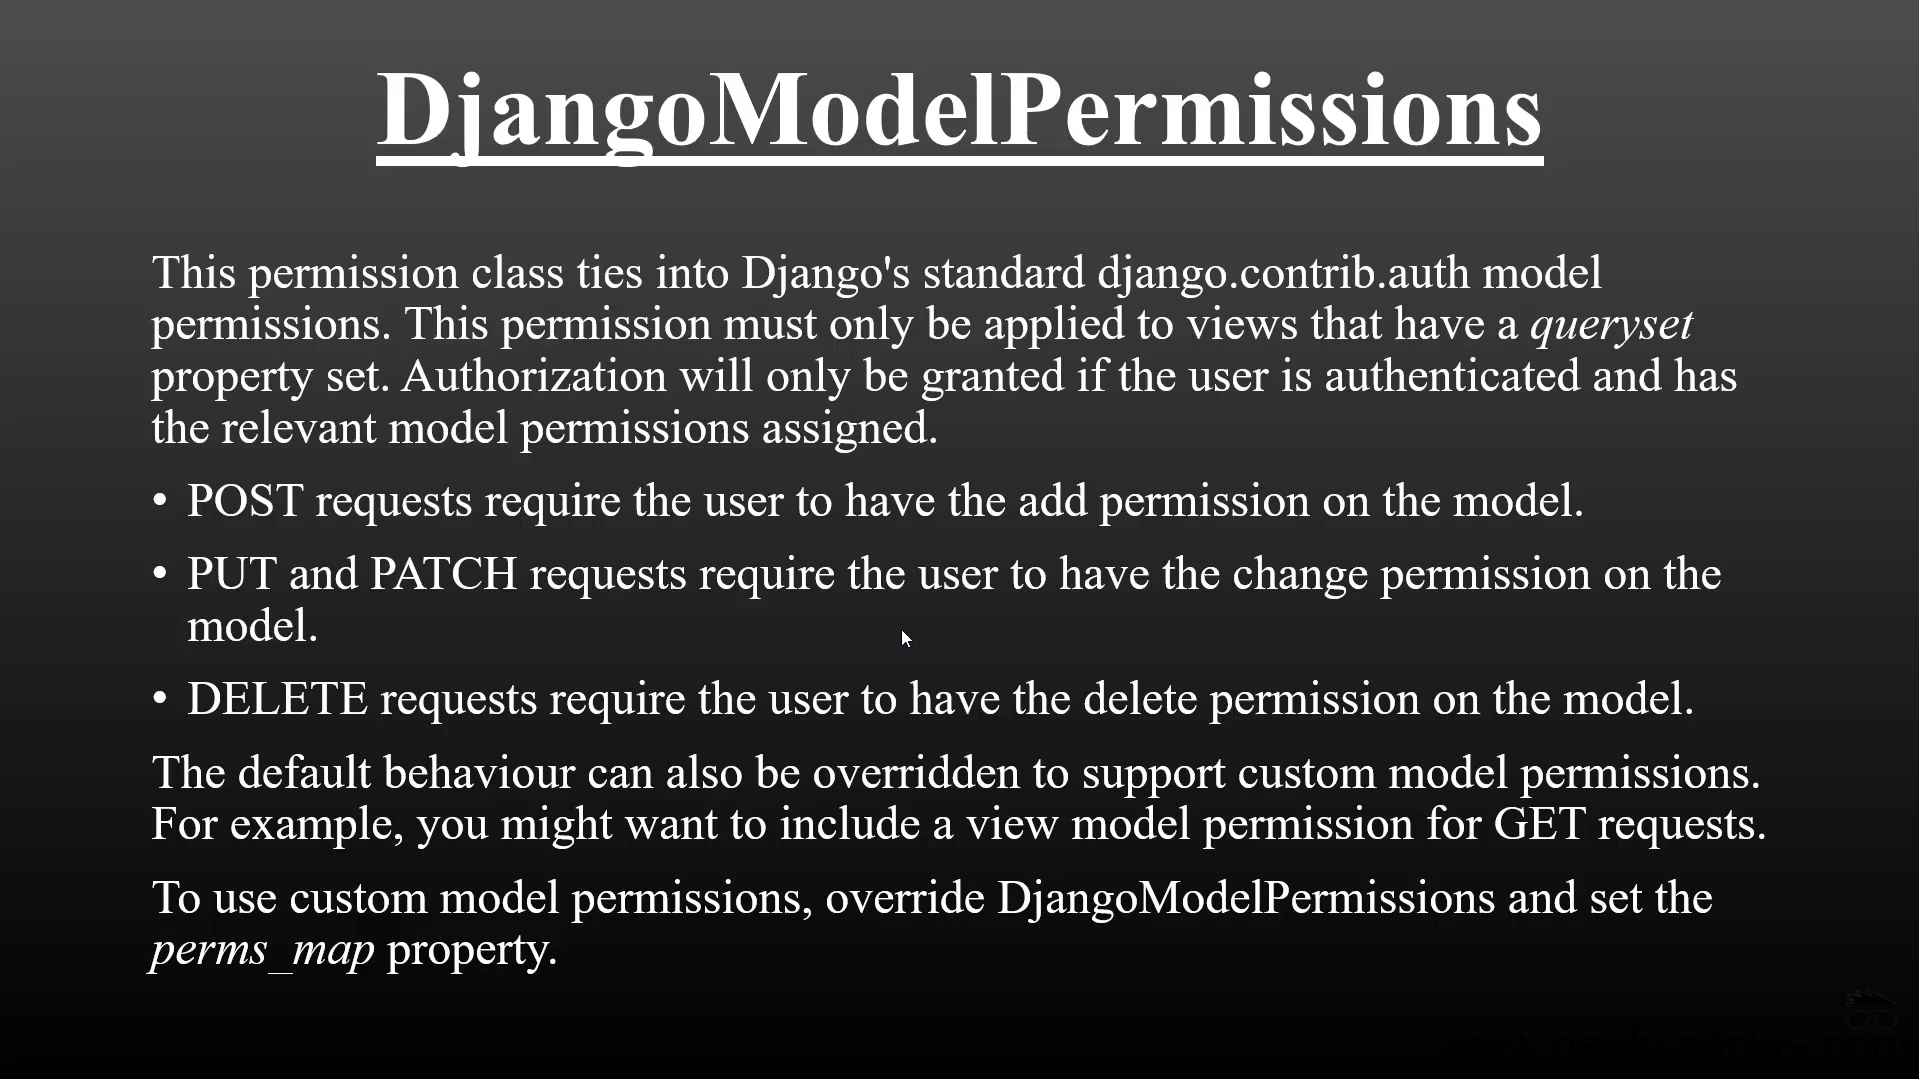 DjangoModelPermissions
This permission class ties into Django's standard django.contrib.auth model
permissions. This permission must only be applied to views that have a queryset
property set. Authorization will only be granted if the user is authenticated and has
the relevant model permissions assigned.
• POST requests require the user to have the add permission on the model.
• PUT and PATCH requests require the user to have the change permission on the
model.
• DELETE requests require the user to have the delete permission on the model.
The default behaviour can also be overridden to support custom model permissions.
For example, you might want to include a view model permission for GET requests.
To use custom model permissions, override DjangoModelPermissions and set the
perms_map property.